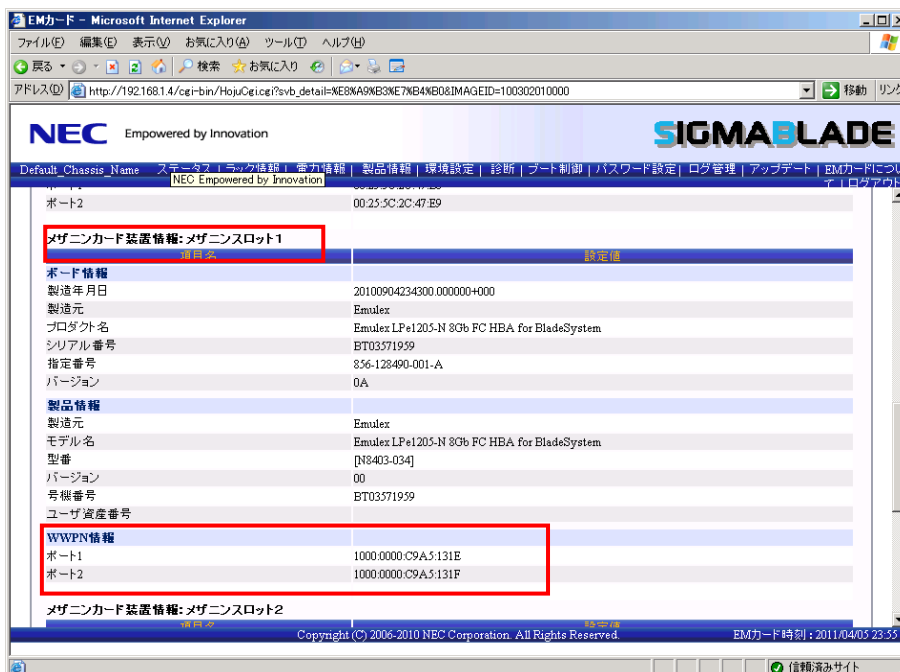 EMカード - Microsoft Internet Explorer
ファイル(F) 編集(E) 表示(V) お気に入り(A) ツール(T) ヘルプ(H)
戻る 検索 お気に入り
アドレス(D) http://192.168.1.4/cgi-bin/HojuCgi.cgi?svb_detail=%E8%A9%B3%E7%B4%B0&IMAGEID=100302010000 移動 リンク
NEC Empowered by Innovation SIGMABLADE
Default_Chassis_Name ステータス | ラック情報 | 電力情報 | 製品情報 | 環境設定 | 診断 | ブート制御 | パスワード設定 | ログ管理 | アップデート | EMカードについ
て | ログアウト
NEC Empowered by Innovation
ポート2 00:25:5C:2C:47:E9
メザニンカード装置情報: メザニンスロット1
項目名 設定値
ボード情報
製造年月日 20100904234300.000000+000
製造元 Emulex
プロダクト名 Emulex LPe1205-N 8Gb FC HBA for BladeSystem
シリアル番号 BT03571959
指定番号 856-128490-001-A
バージョン 0A
製品情報
製造元 Emulex
モデル名 Emulex LPe1205-N 8Gb FC HBA for BladeSystem
型番 [N8403-034]
バージョン 00
号機番号 BT03571959
ユーザ資産番号
WWPN情報
ポート1 1000:0000:C9A5:131E
ポート2 1000:0000:C9A5:131F
メザニンカード装置情報: メザニンスロット2
項目名 設定値
Copyright (C) 2006-2010 NEC Corporation. All Rights Reserved. EMカード時刻 : 2011/04/05 23:55
信頼済みサイト